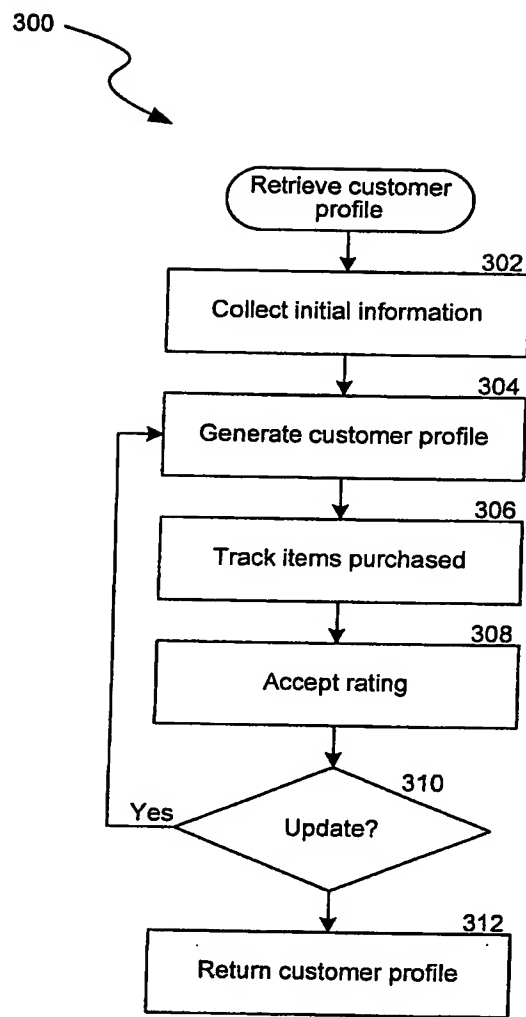 300
Retrieve customer
profile
302
Collect initial information
304
Generate customer profile
306
Track items purchased
308
Accept rating
310
Yes
Update?
312
Return customer profile